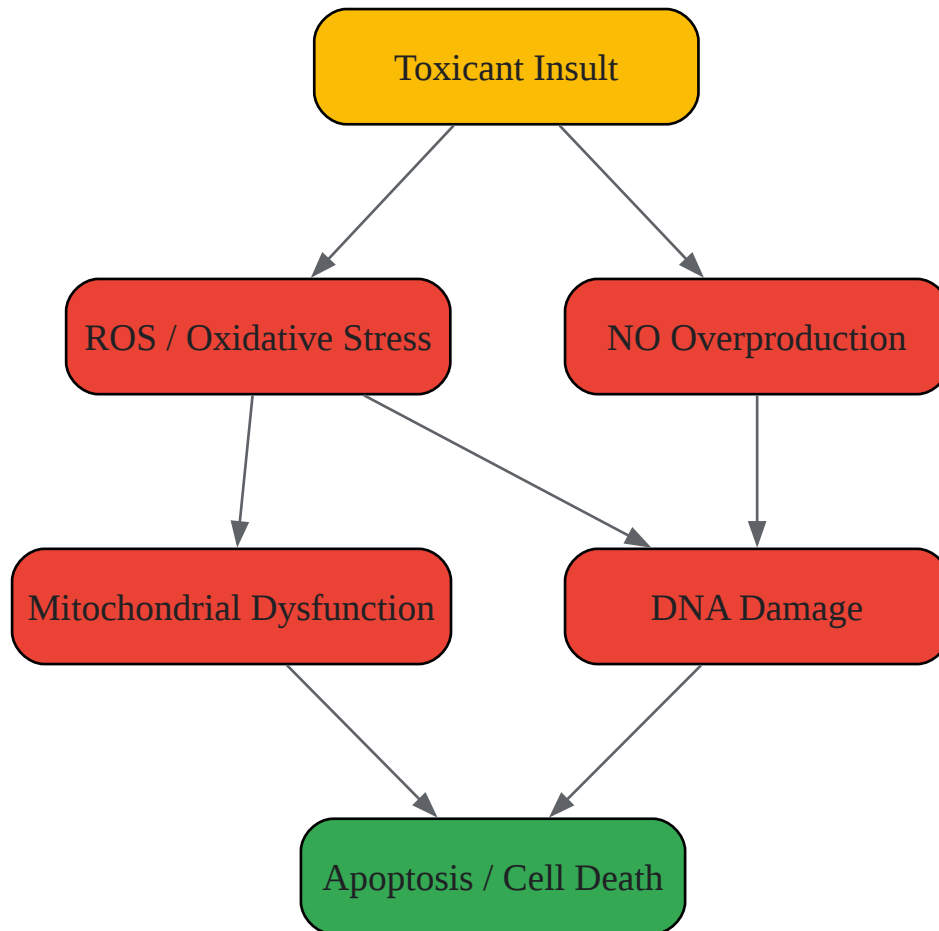 Toxicant Insult
ROS / Oxidative Stress
NO Overproduction
Mitochondrial Dysfunction
DNA Damage
Apoptosis / Cell Death